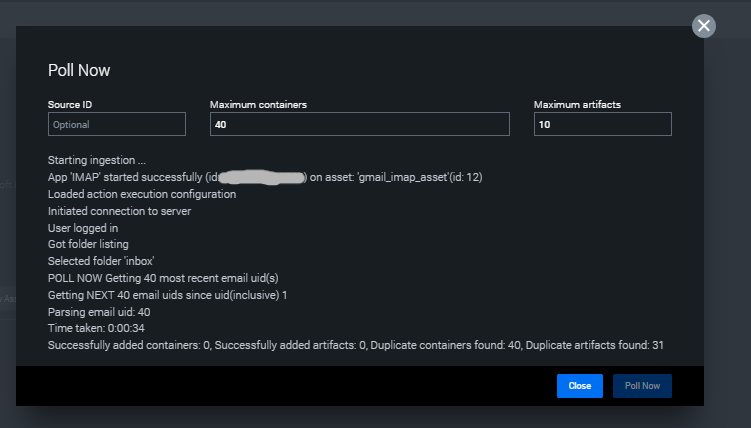 Poll Now
Source ID Maximum containers Maximum artifacts
Optional 40 10
Starting ingestion ...
App 'IMAP' started successfully (id: ) on asset: 'gmail_imap_asset'(id: 12)
Loaded action execution configuration
Initiated connection to server
User logged in
Got folder listing
Selected folder 'inbox'
POLL NOW Getting 40 most recent email uid(s)
Getting NEXT 40 email uids since uid(inclusive) 1
Parsing email uid: 40
Time taken: 0:00:34
Successfully added containers: 0, Successfully added artifacts: 0, Duplicate containers found: 40, Duplicate artifacts found: 31
Close Poll Now